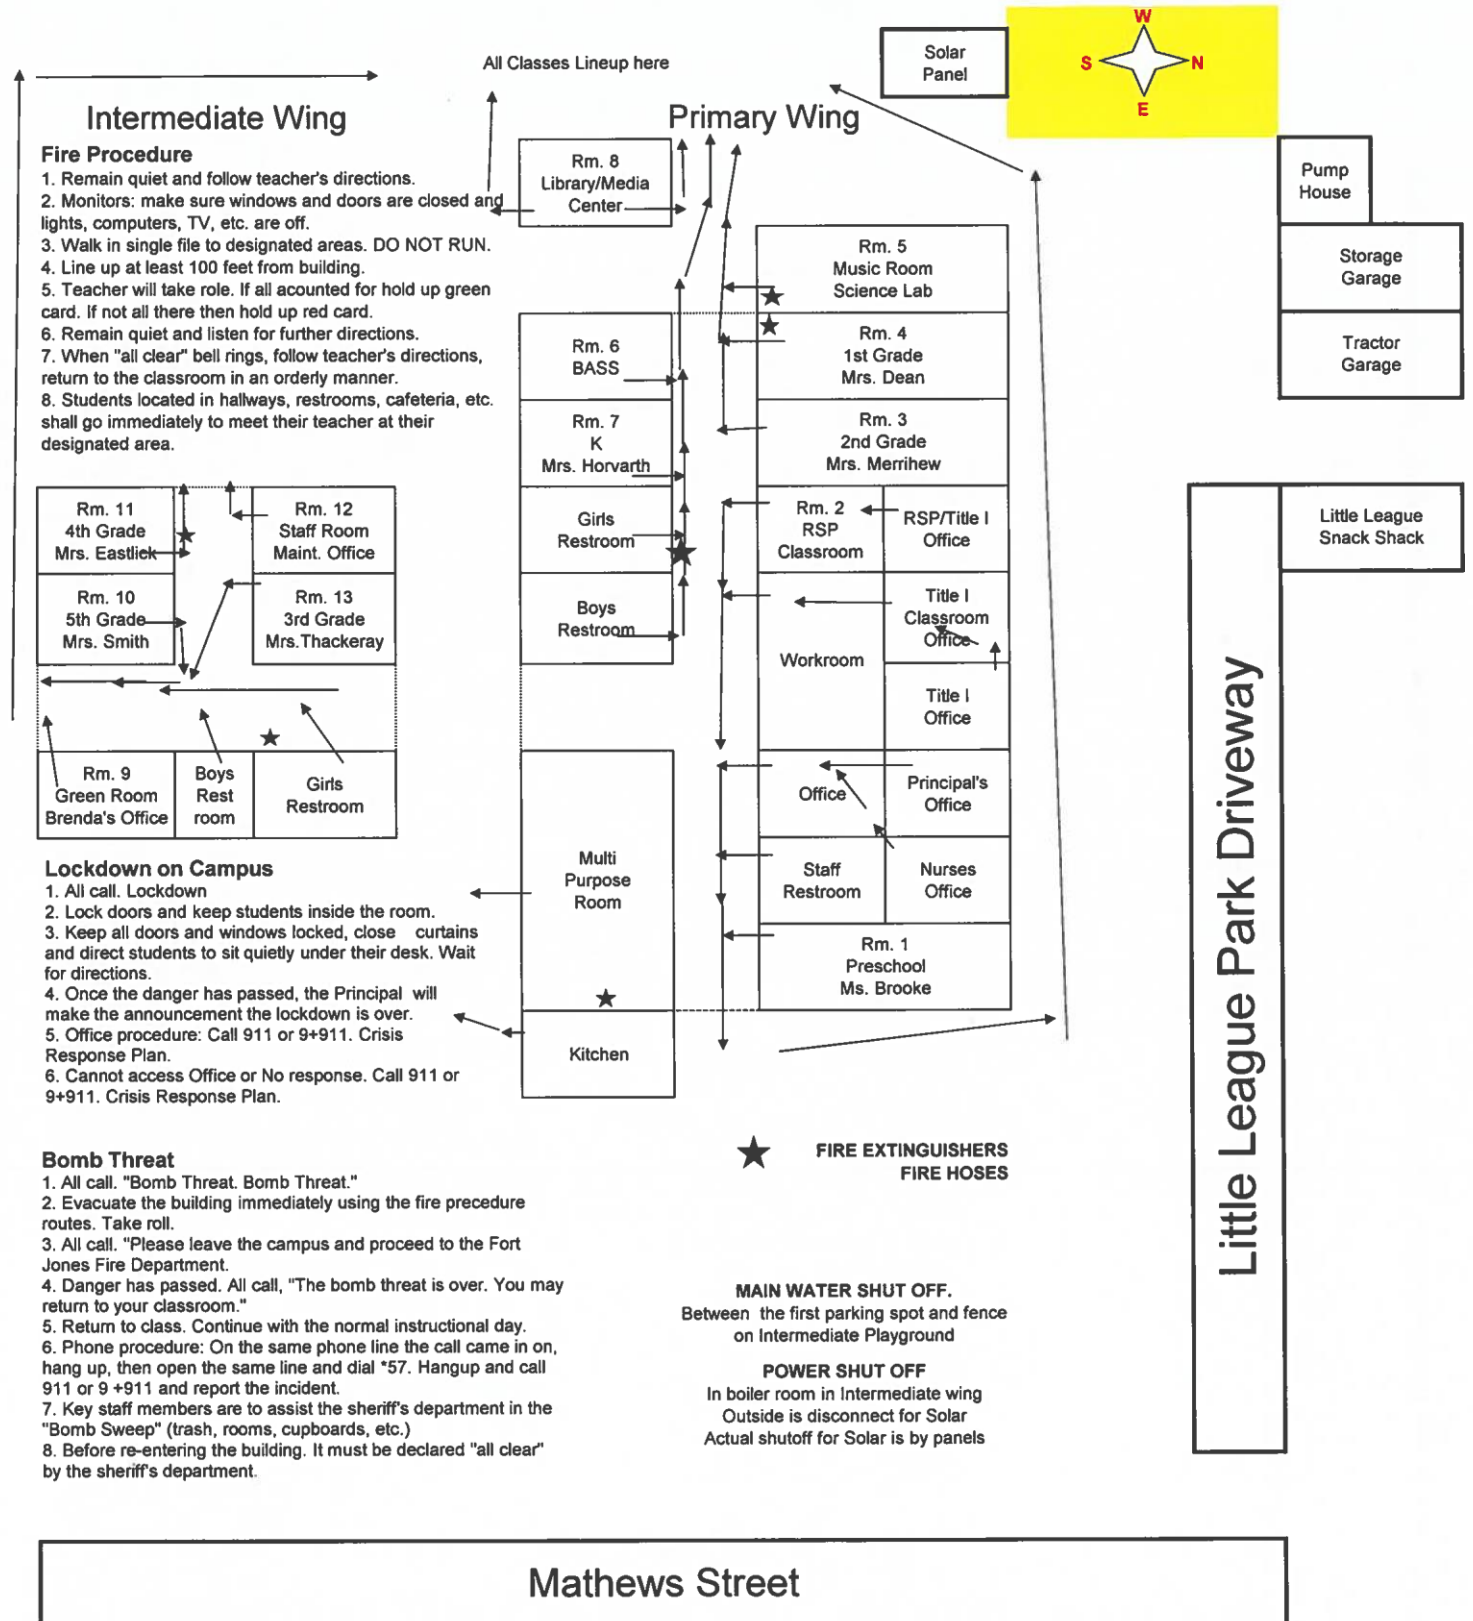 All Classes Lineup here
Solar
Panel
W
S
N
E
Intermediate Wing
Primary Wing
Fire Procedure
1. Remain quiet and follow teacher's directions.
2. Monitors: make sure windows and doors are closed and
lights, computers, TV, etc. are off.
3. Walk in single file to designated areas. DO NOT RUN.
4. Line up at least 100 feet from building.
5. Teacher will take role. If all acounted for hold up green
card. If not all there then hold up red card.
6. Remain quiet and listen for further directions.
7. When "all clear" bell rings, follow teacher's directions,
return to the classroom in an orderly manner.
8. Students located in hallways, restrooms, cafeteria, etc.
shall go immediately to meet their teacher at their
designated area.
Rm. 8
Library/Media
Center
Rm. 5
Music Room
Science Lab
Rm. 6
BASS
Rm. 4
1st Grade
Mrs. Dean
Rm. 7
K
Mrs. Horvarth
Rm. 3
2nd Grade
Mrs. Merrihew
Pump
House
Storage
Garage
Tractor
Garage
Rm. 11
4th Grade
Mrs. Eastlick
Rm. 12
Staff Room
Maint. Office
Girls
Restroom
Rm. 2
RSP
Classroom
RSP/Title I
Office
Little League
Snack Shack
Rm. 10
5th Grade
Mrs. Smith
Rm. 13
3rd Grade
Mrs.Thackeray
Boys
Restroom
Workroom
Title I
Classroom
Office
Title I
Office
Rm. 9
Green Room
Brenda's Office
Boys
Rest
room
Girls
Restroom
Office
Principal's
Office
Multi
Purpose
Room
Staff
Restroom
Nurses
Office
Rm. 1
Preschool
Ms. Brooke
Kitchen
Little League Park Driveway
Lockdown on Campus
1. All call. Lockdown
2. Lock doors and keep students inside the room.
3. Keep all doors and windows locked, close curtains
and direct students to sit quietly under their desk. Wait
for directions.
4. Once the danger has passed, the Principal will
make the announcement the lockdown is over.
5. Office procedure: Call 911 or 9+911. Crisis
Response Plan.
6. Cannot access Office or No response. Call 911 or
9+911. Crisis Response Plan.
FIRE EXTINGUISHERS
FIRE HOSES
Bomb Threat
1. All call. "Bomb Threat. Bomb Threat."
2. Evacuate the building immediately using the fire precedure
routes. Take roll.
3. All call. "Please leave the campus and proceed to the Fort
Jones Fire Department.
4. Danger has passed. All call, "The bomb threat is over. You may
return to your classroom."
5. Return to class. Continue with the normal instructional day.
6. Phone procedure: On the same phone line the call came in on,
hang up, then open the same line and dial *57. Hangup and call
911 or 9 +911 and report the incident.
7. Key staff members are to assist the sheriff's department in the
"Bomb Sweep" (trash, rooms, cupboards, etc.)
8. Before re-entering the building. It must be declared "all clear"
by the sheriff's department.
MAIN WATER SHUT OFF.
Between the first parking spot and fence
on Intermediate Playground
POWER SHUT OFF
In boiler room in Intermediate wing
Outside is disconnect for Solar
Actual shutoff for Solar is by panels
Mathews Street